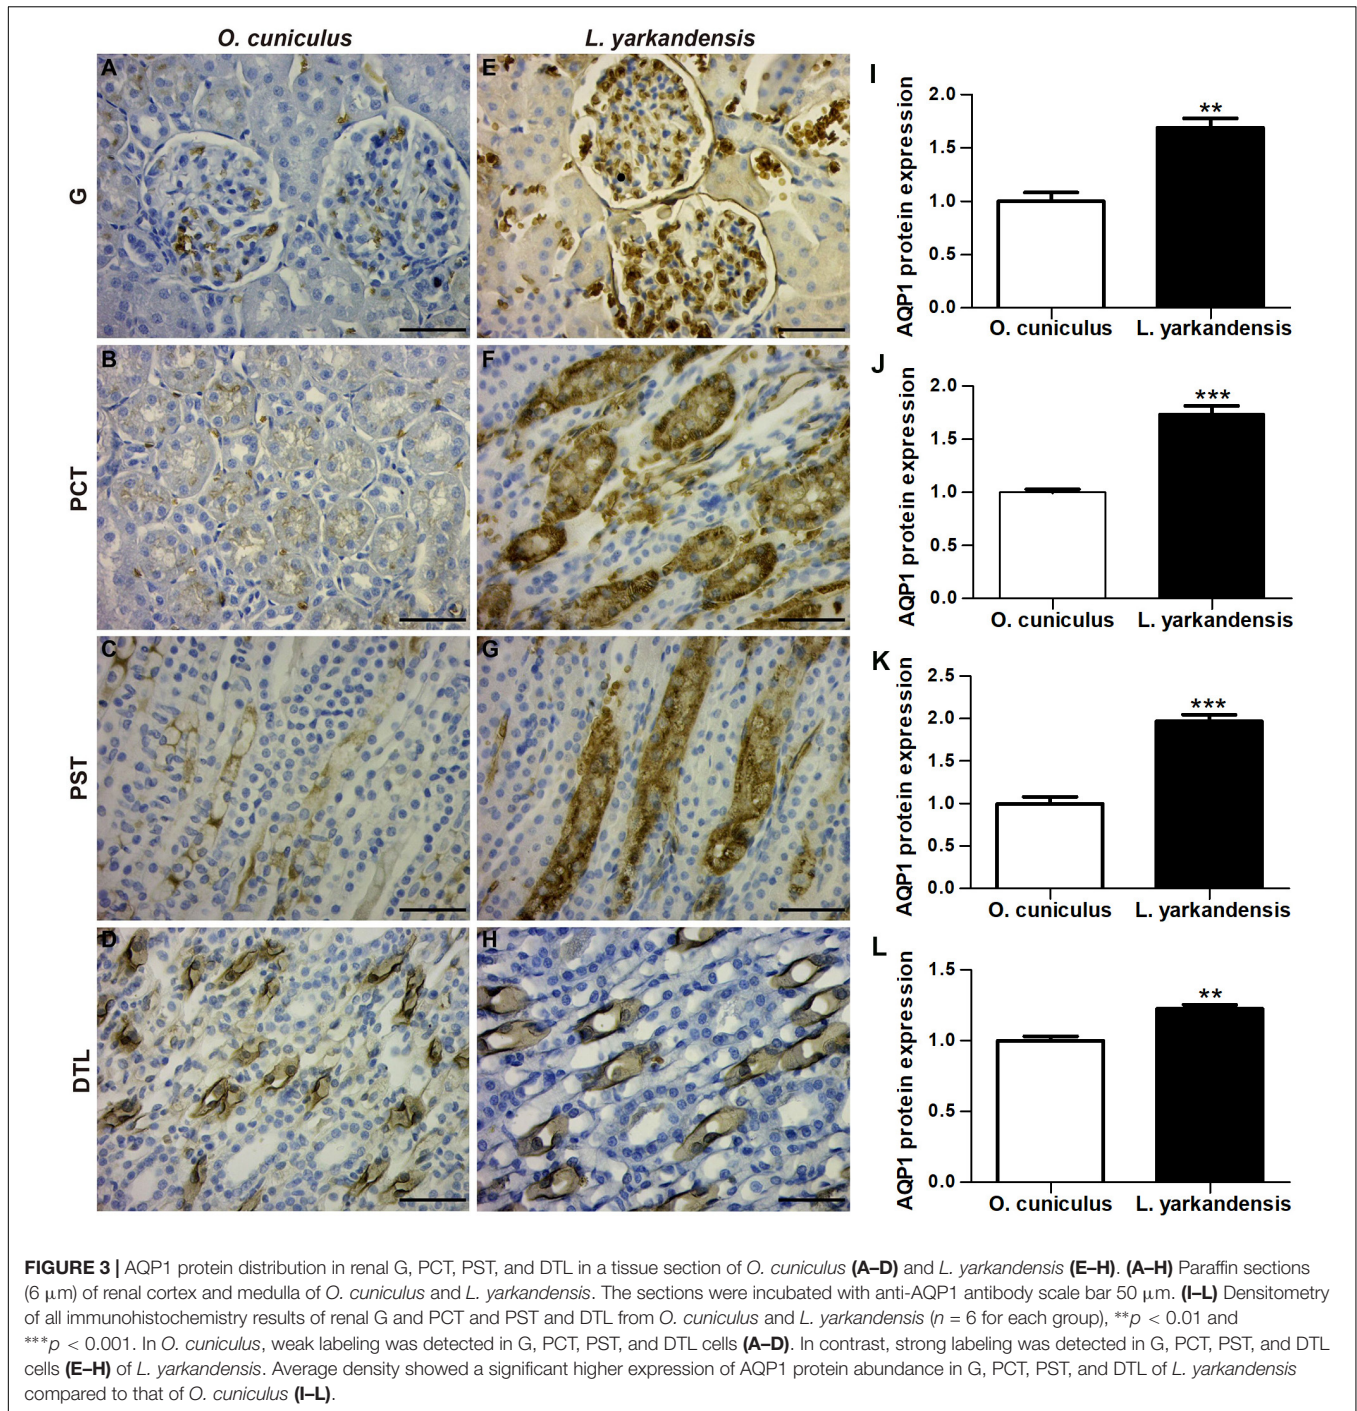 O. cuniculus
L. yarkandensis
G
PCT
PST
DTL
A
E
B
F
C
G
D
H
I
AQP1 protein expression
2.0
1.5
1.0
0.5
0.0
**
O. cuniculus
L. yarkandensis
J
AQP1 protein expression
2.0
1.5
1.0
0.5
0.0
***
O. cuniculus
L. yarkandensis
K
AQP1 protein expression
2.5
2.0
1.5
1.0
0.5
0.0
***
O. cuniculus
L. yarkandensis
L
AQP1 protein expression
1.5
1.0
0.5
0.0
**
O. cuniculus
L. yarkandensis
FIGURE 3 | AQP1 protein distribution in renal G, PCT, PST, and DTL in a tissue section of O. cuniculus (A–D) and L. yarkandensis (E–H). (A–H) Paraffin sections
(6 μm) of renal cortex and medulla of O. cuniculus and L. yarkandensis. The sections were incubated with anti-AQP1 antibody scale bar 50 μm. (I–L) Densitometry
of all immunohistochemistry results of renal G and PCT and PST and DTL from O. cuniculus and L. yarkandensis (n = 6 for each group), **p < 0.01 and
***p < 0.001. In O. cuniculus, weak labeling was detected in G, PCT, PST, and DTL cells (A–D). In contrast, strong labeling was detected in G, PCT, PST, and DTL
cells (E–H) of L. yarkandensis. Average density showed a significant higher expression of AQP1 protein abundance in G, PCT, PST, and DTL of L. yarkandensis
compared to that of O. cuniculus (I–L).